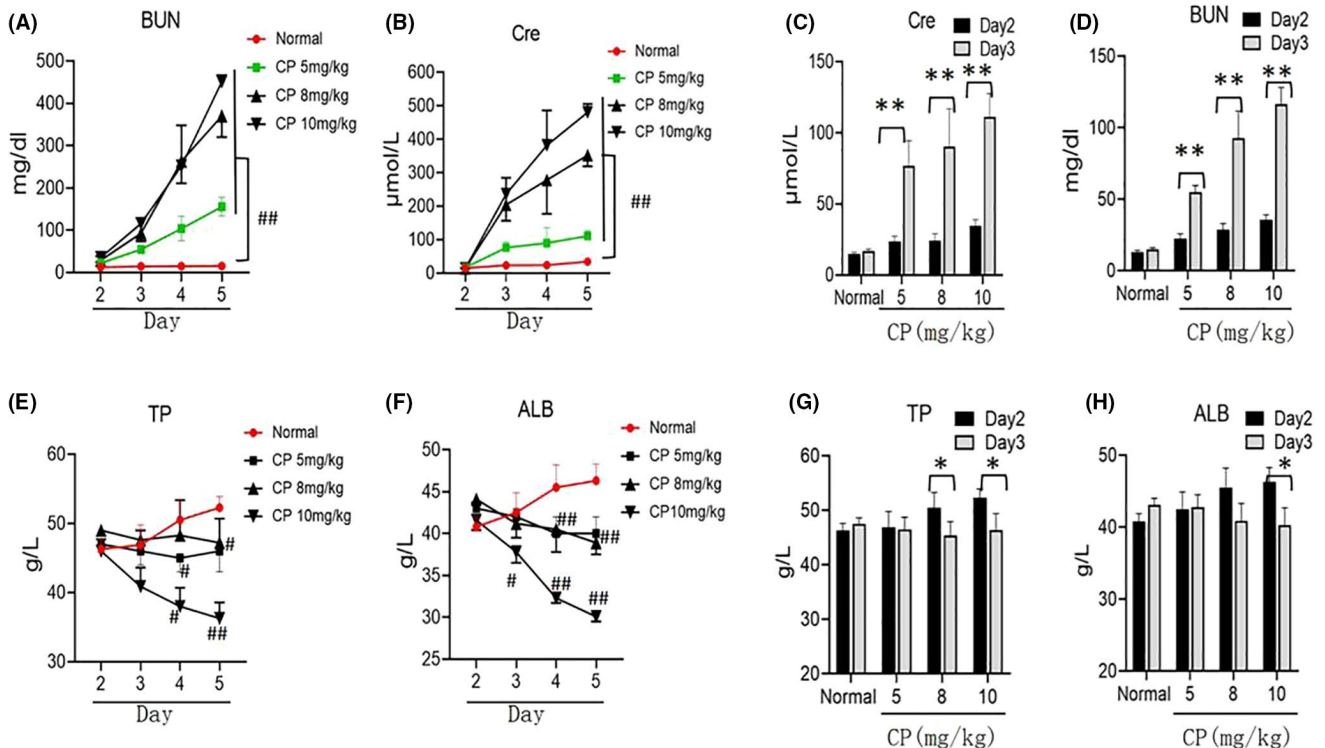 (A)
BUN
Normal
CP 5mg/kg
CP 8mg/kg
CP 10mg/kg
mg/dl
500
400
300
200
100
0
##
2 3 4 5
Day
(B)
Cre
Normal
CP 5mg/kg
CP 8mg/kg
CP 10mg/kg
μmol/L
600
500
400
300
200
100
0
##
2 3 4 5
Day
(C)
Cre
Day2
Day3
μmol/L
150
100
50
0
** ** **
Normal 5 8 10
CP(mg/kg)
(D)
BUN
Day2
Day3
mg/dl
150
100
50
0
** ** **
Normal 5 8 10
CP(mg/kg)
(E)
TP
Normal
CP 5mg/kg
CP 8mg/kg
CP 10mg/kg
g/L
60
50
40
30
#
#
#
##
2 3 4 5
Day
(F)
ALB
Normal
CP 5mg/kg
CP 8mg/kg
CP10mg/kg
g/L
50
45
40
35
30
25
##
##
#
##
##
2 3 4 5
Day
(G)
TP
Day2
Day3
g/L
60
50
40
30
20
* *
Normal 5 8 10
CP(mg/kg)
(H)
ALB
Day2
Day3
g/L
50
40
30
20
*
Normal 5 8 10
CP(mg/kg)